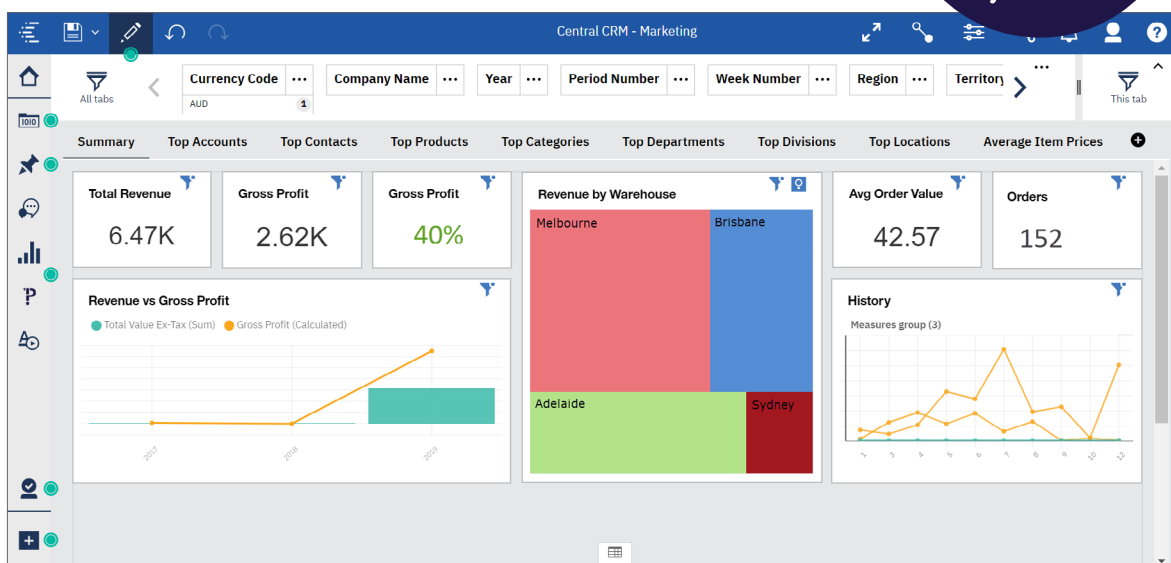 Central CRM - Marketing
?
All tabs
Currency Code ...
AUD 1
Company Name ...
Year ...
Period Number ...
Week Number ...
Region ...
Territory
...
This tab
Summary
Top Accounts
Top Contacts
Top Products
Top Categories
Top Departments
Top Divisions
Top Locations
Average Item Prices
Total Revenue
6.47K
Gross Profit
2.62K
Gross Profit
40%
Revenue by Warehouse
Melbourne
Brisbane
Adelaide
Sydney
Avg Order Value
42.57
Orders
152
Revenue vs Gross Profit
Total Value Ex-Tax (Sum) Gross Profit (Calculated)
2017 2018 2019
History
Measures group (3)
1 3 4 5 6 7 8 9 10 12